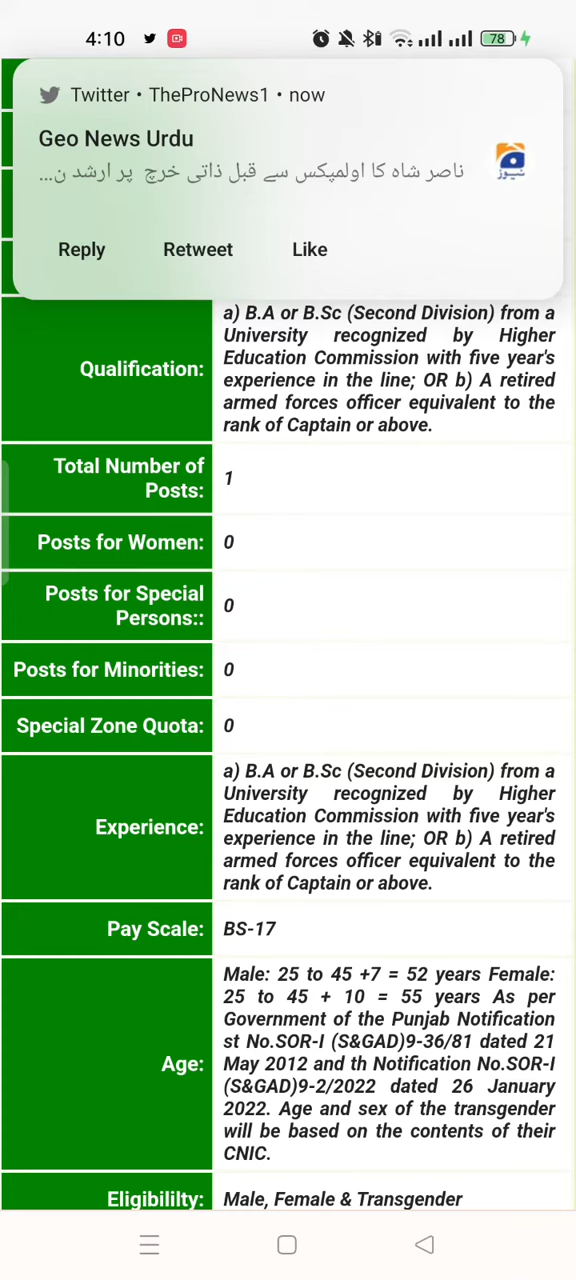 4:10
78
Twitter • TheProNews1 • now
Geo News Urdu
ناصر شاہ کا اولمپکس سے قبل ذاتی خرچ پر ارشد ن...
نیوز
Reply Retweet Like
Qualification:
a) B.A or B.Sc (Second Division) from a
University recognized by Higher
Education Commission with five year's
experience in the line; OR b) A retired
armed forces officer equivalent to the
rank of Captain or above.
Total Number of
Posts:
1
Posts for Women:
0
Posts for Special
Persons::
0
Posts for Minorities:
0
Special Zone Quota:
0
Experience:
a) B.A or B.Sc (Second Division) from a
University recognized by Higher
Education Commission with five year's
experience in the line; OR b) A retired
armed forces officer equivalent to the
rank of Captain or above.
Pay Scale:
BS-17
Age:
Male: 25 to 45 +7 = 52 years Female:
25 to 45 + 10 = 55 years As per
Government of the Punjab Notification
st No.SOR-I (S&GAD)9-36/81 dated 21
May 2012 and th Notification No.SOR-I
(S&GAD)9-2/2022 dated 26 January
2022. Age and sex of the transgender
will be based on the contents of their
CNIC.
Eligibililty:
Male, Female & Transgender